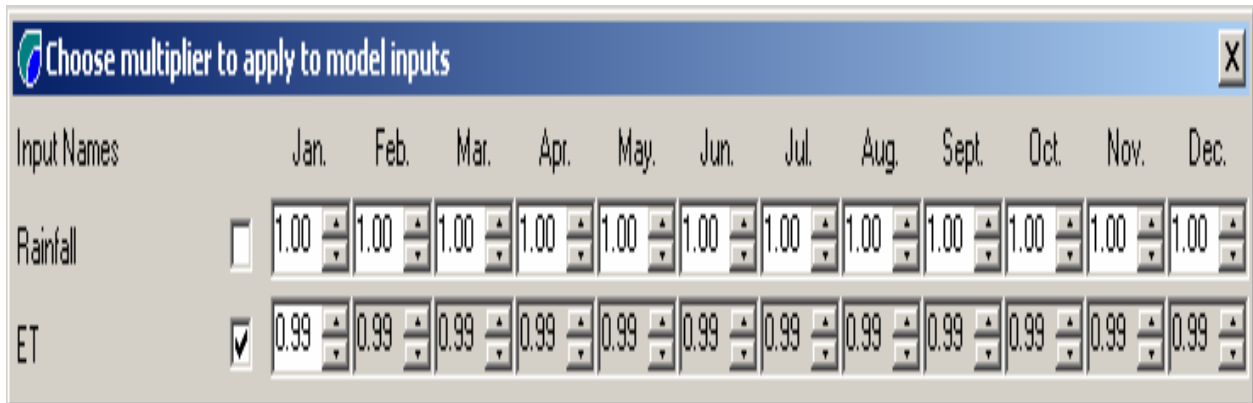 Choose multiplier to apply to model inputs
Input Names Jan. Feb. Mar. Apr. May. Jun. Jul. Aug. Sept. Oct. Nov. Dec.
Rainfall 1.00 1.00 1.00 1.00 1.00 1.00 1.00 1.00 1.00 1.00 1.00 1.00
ET 0.99 0.99 0.99 0.99 0.99 0.99 0.99 0.99 0.99 0.99 0.99 0.99